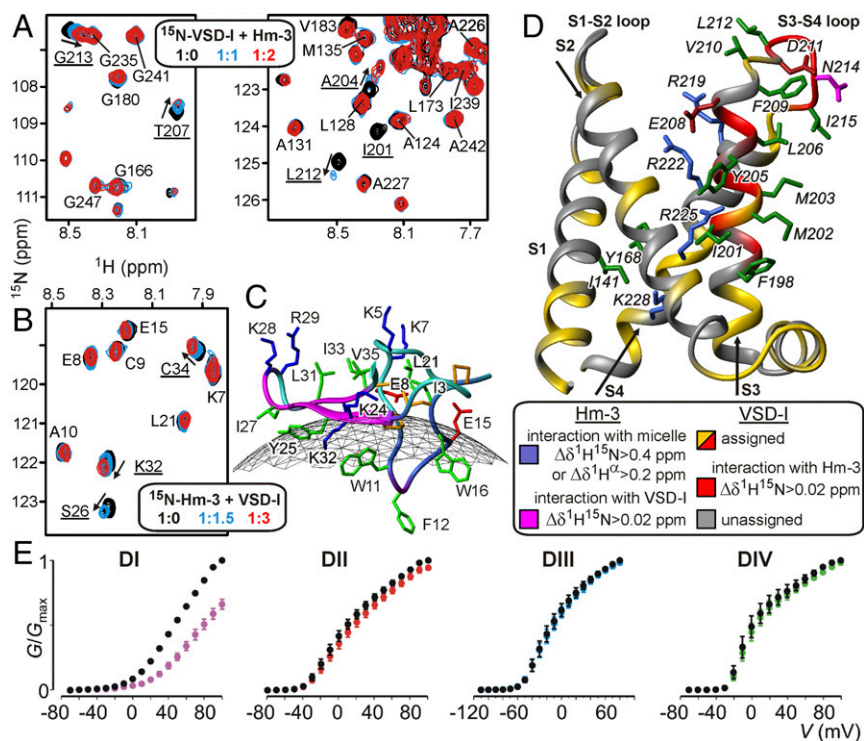 A
¹⁵N-VSD-I + Hm-3
1:0 1:1 1:2
G213
G235
G241
G180
T207
G166
G247
107
108
109
110
111
8.5
8.1
V183
M135
A204
A226
L173
I239
L128
A131
I201
A124
A242
L212
A227
123
124
125
126
8.5
8.1
7.7
¹⁵N (ppm)
¹H (ppm)
B
8.5
8.3
8.1
7.9
E15
E8
C9
C34
K7
L21
A10
K32
S26
119
120
121
122
123
¹⁵N-Hm-3 + VSD-I
1:0 1:1.5 1:3
C
K28
R29
I33
V35
K5
K7
L31
L21
E8
I3
K24
E15
I27
Y25
K32
W11
W16
F12
D
S1-S2 loop
S2
S3-S4 loop
L212
V210
D211
N214
R219
F209
E208
I215
R222
L206
Y205
R225
M203
M202
S1
Y168
I141
I201
F198
K228
S4
S3
Hm-3
interaction with micelle
Δδ¹H¹⁵N>0.4 ppm
or Δδ¹Hᵅ>0.2 ppm
interaction with VSD-I
Δδ¹H¹⁵N>0.02 ppm
VSD-I
assigned
interaction with Hm-3
Δδ¹H¹⁵N>0.02 ppm
unassigned
E
DI
DII
DIII
DIV
G/Gmax
1
0
-80 -40 0 40 80
-80 -40 0 40 80
-120 -80 -40 0 40 80
-80 -40 0 40 80
V (mV)